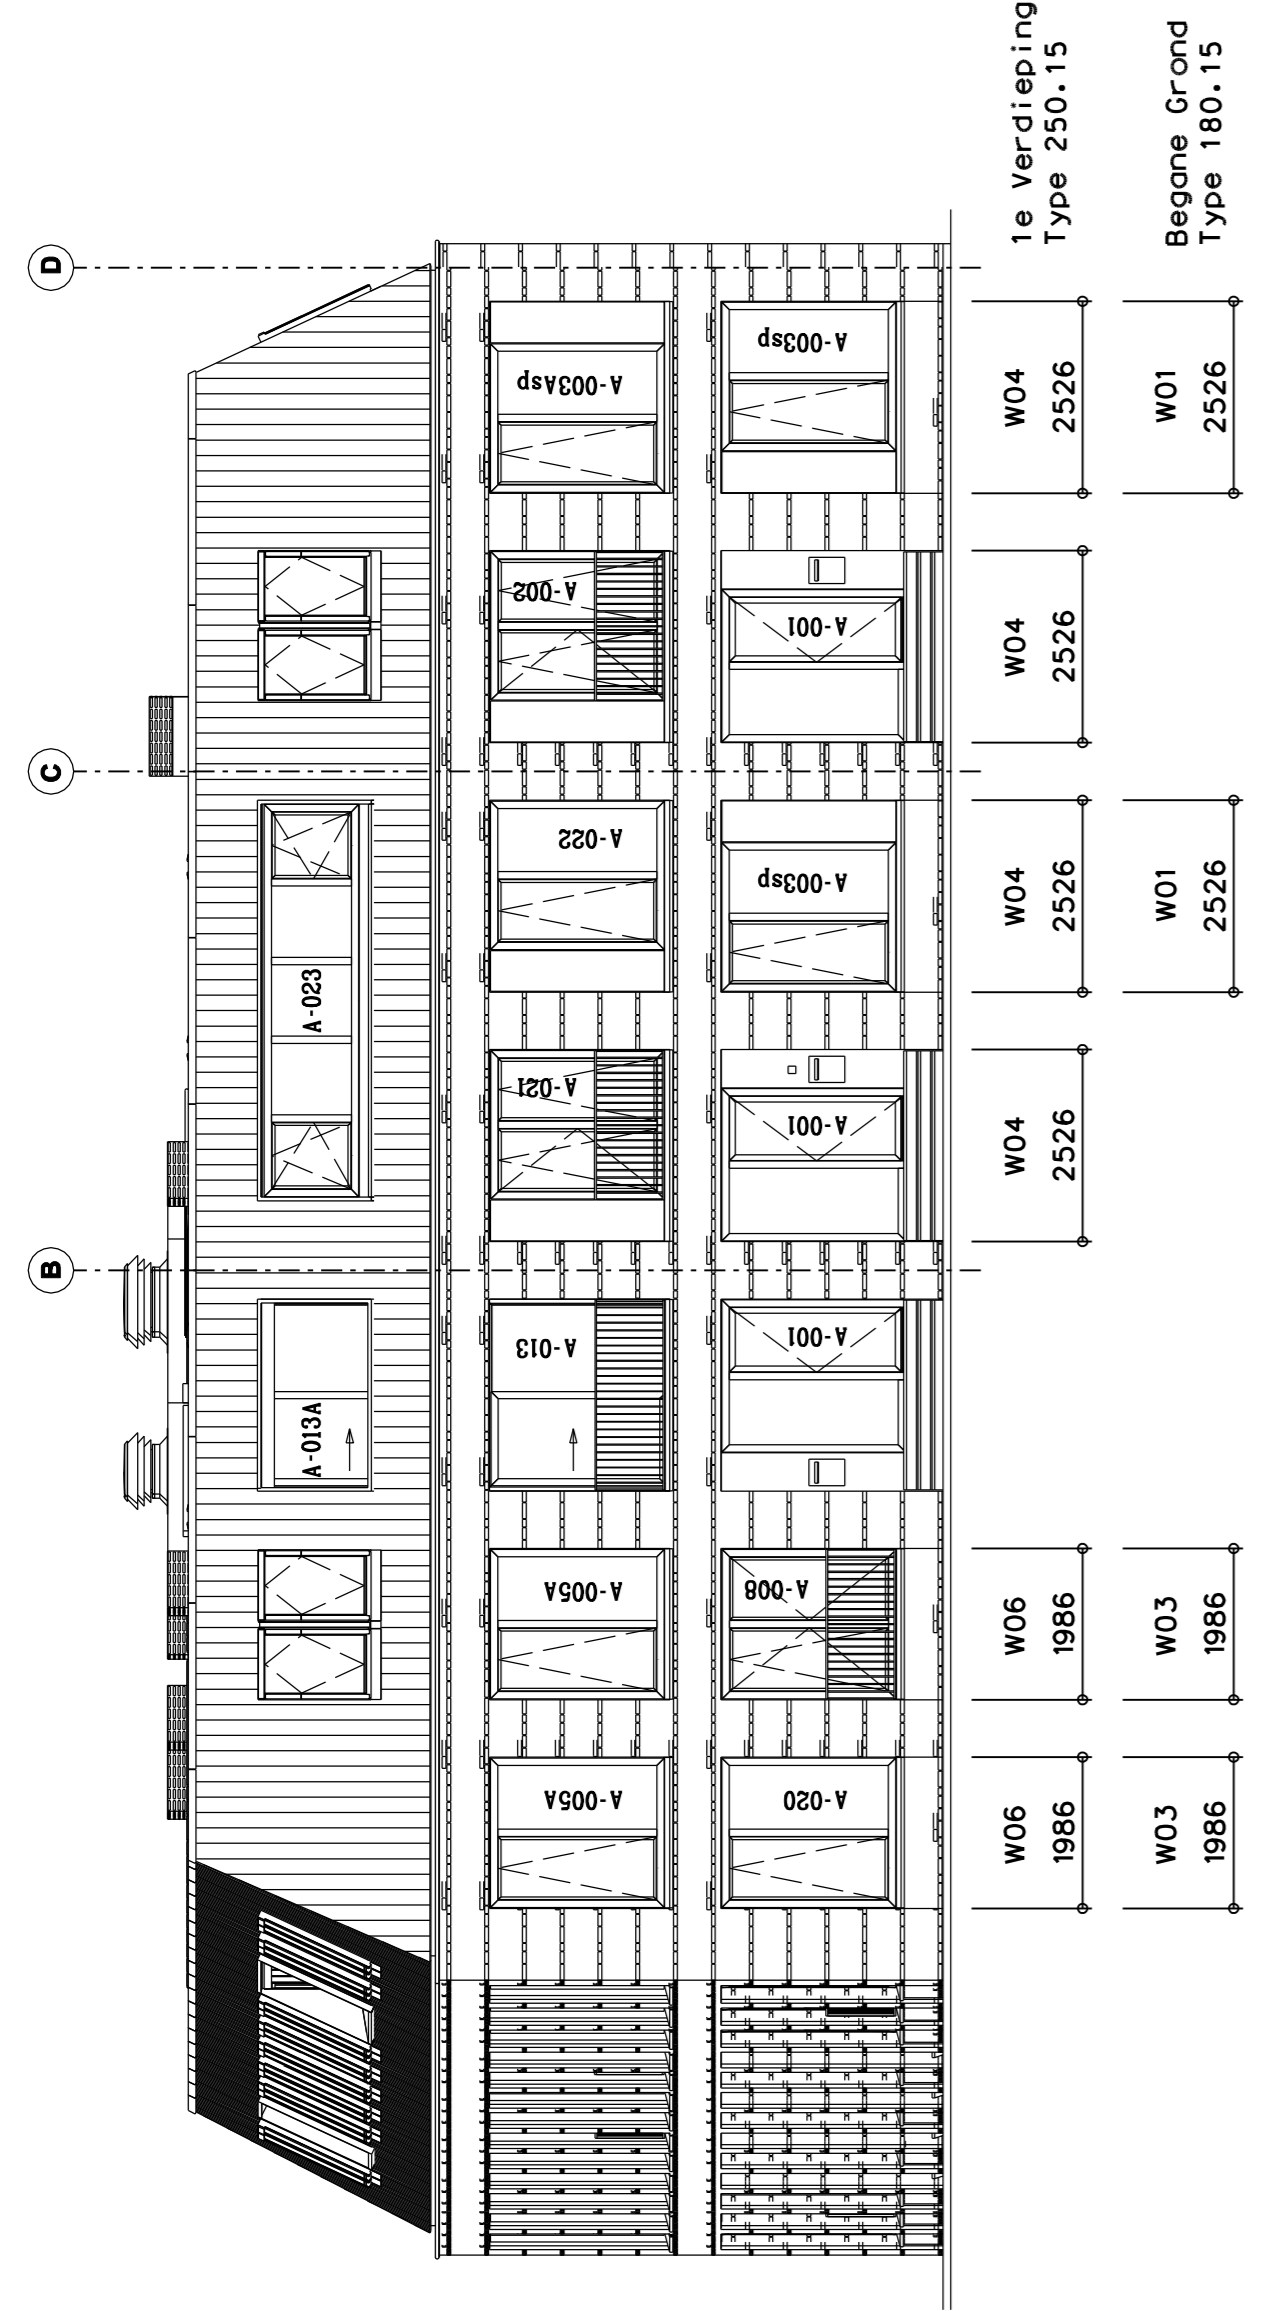 D
C
B
A-023
A-013A
A-003Asp
A-002
A-022
A-021
A-013
A-005A
A-005A
A-003sp
A-001
A-003sp
A-001
A-001
A-008
A-020
1e Verdieping
Type 250.15
W04
2526
W04
2526
W04
2526
W04
2526
W06
1986
W06
1986
Begane Grond
Type 180.15
W01
2526
W01
2526
W03
1986
W03
1986